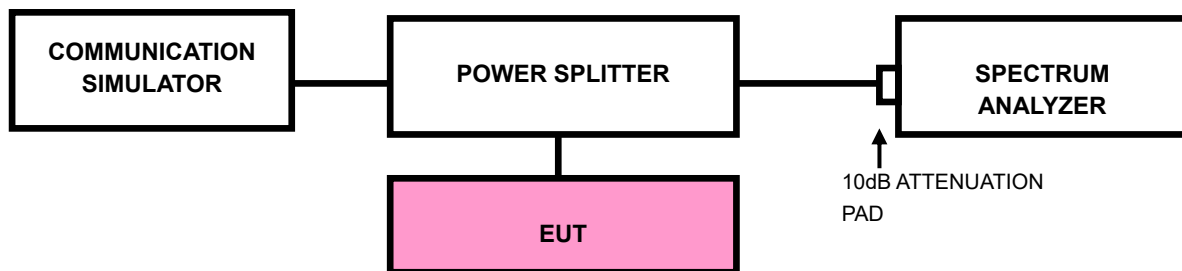 COMMUNICATION
SIMULATOR
POWER SPLITTER
SPECTRUM
ANALYZER
10dB ATTENUATION
PAD
EUT